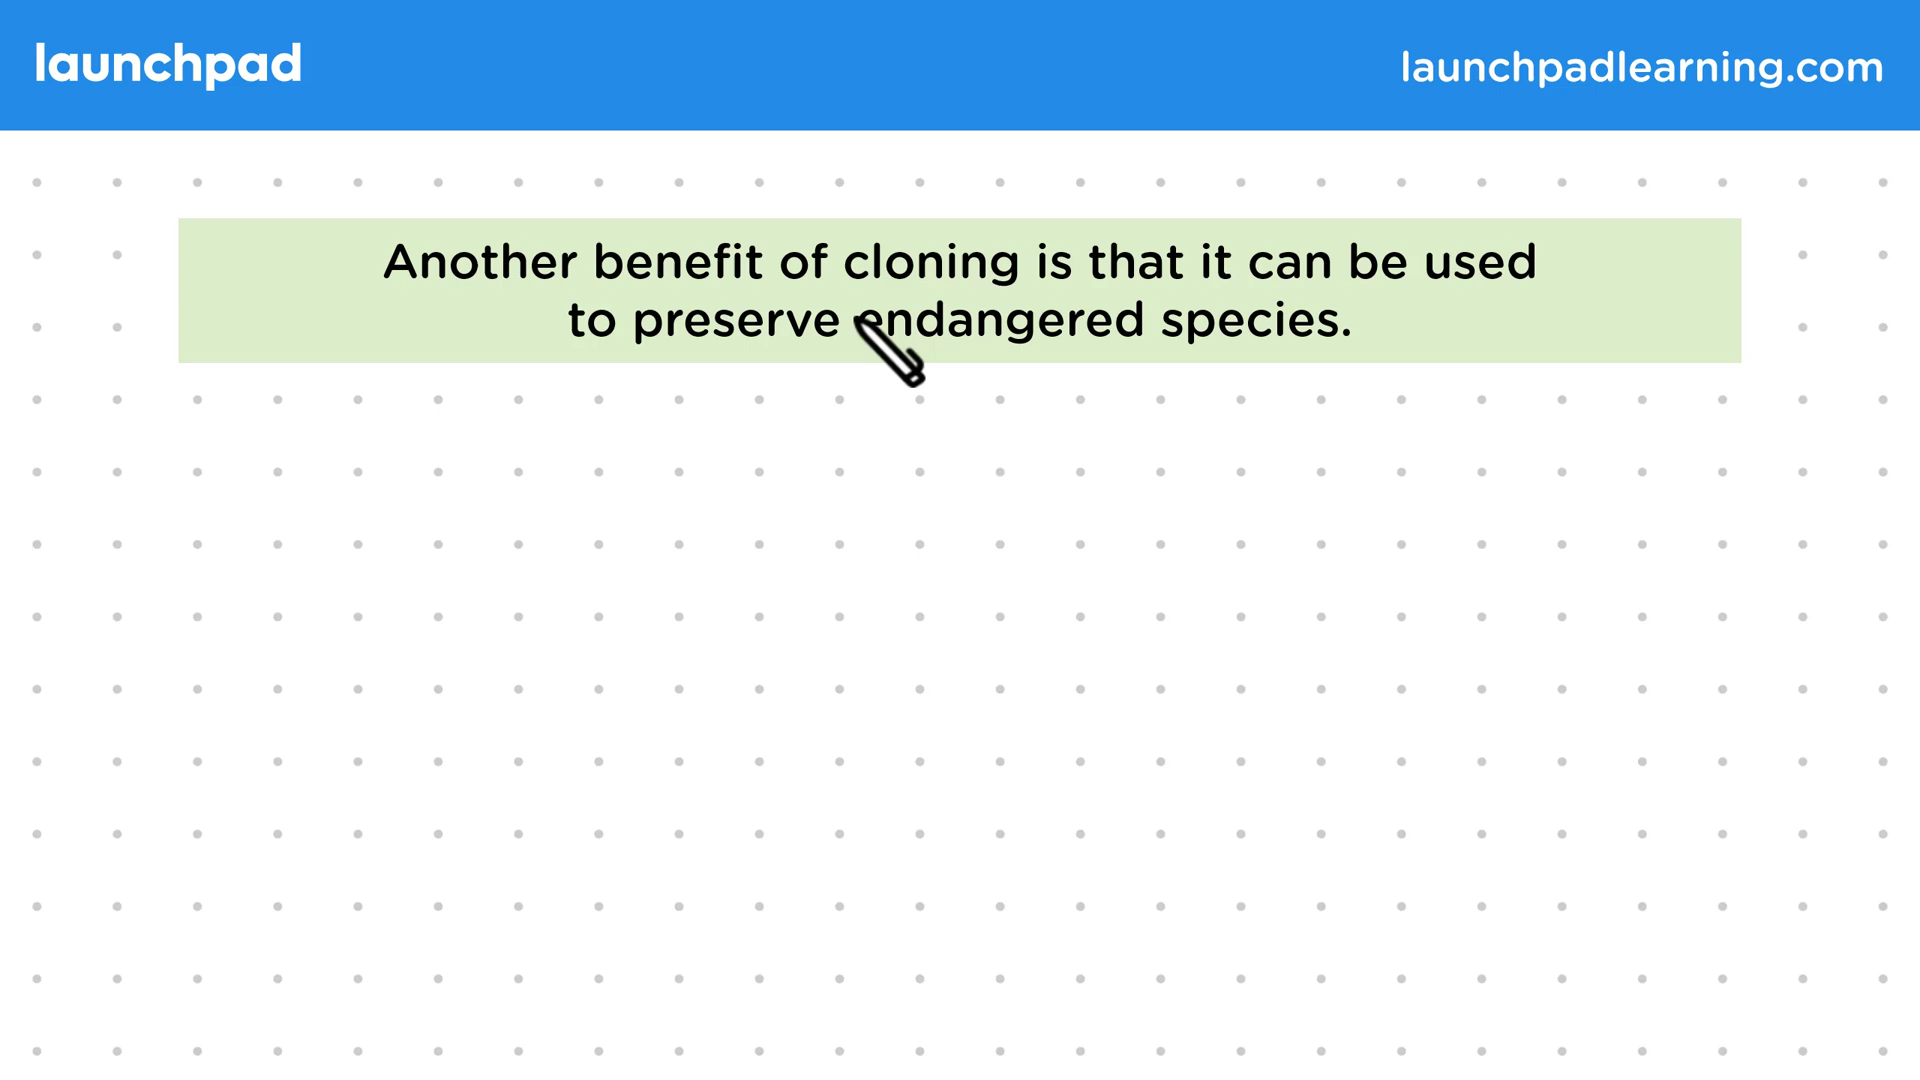 launchpad
launchpadlearning.com
Another benefit of cloning is that it can be used
to preserve endangered species.